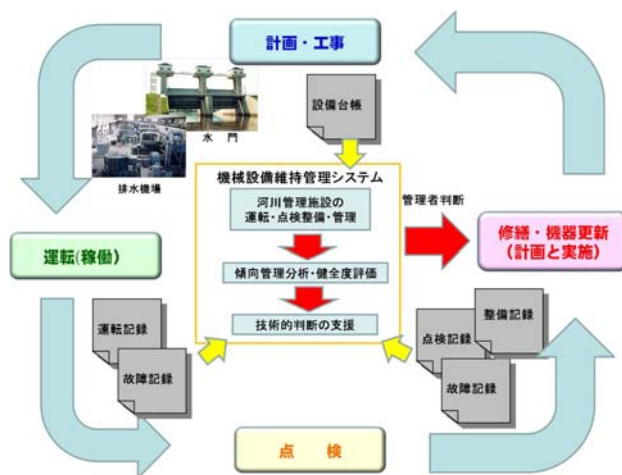 計画・工事
設備台帳
水 門
排水機場
機械設備維持管理システム
河川管理施設の
運転・点検整備・管理
管理者判断
修繕・機器更新
(計画と実施)
運転(稼働)
傾向管理分析・健全度評価
技術的判断の支援
運転記録
故障記録
整備記録
点検記録
故障記録
点 検